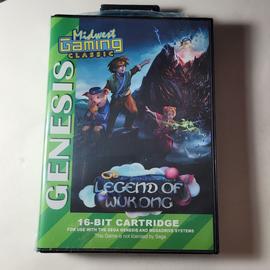 Midwest
Gaming
CLASSIC
GENESIS
LEGEND OF
WUKONG
16-BIT CARTRIDGE
FOR USE WITH THE SEGA GENESIS AND MEGADRIVE SYSTEMS
This Game is not licensed by Sega.